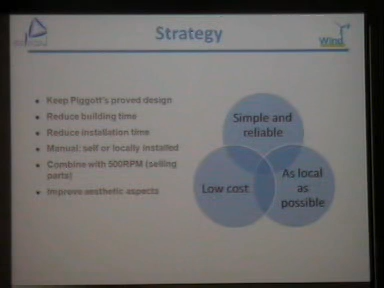 Strategy
Wind
Keep Piggott's proved design
Reduce building time
Reduce installation time
Manual: self or locally installed
Combine with 500RPM (selling
parts)
Improve aesthetic aspects
Simple and
reliable
Low cost
As local
as
possible